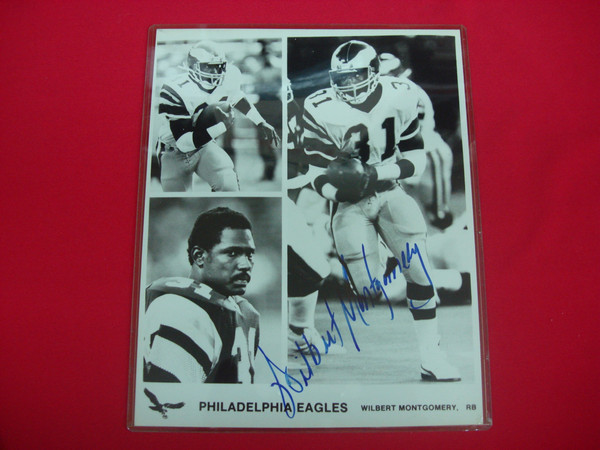 31
Wilbert Montgomery
PHILADELPHIA EAGLES WILBERT MONTGOMERY, RB